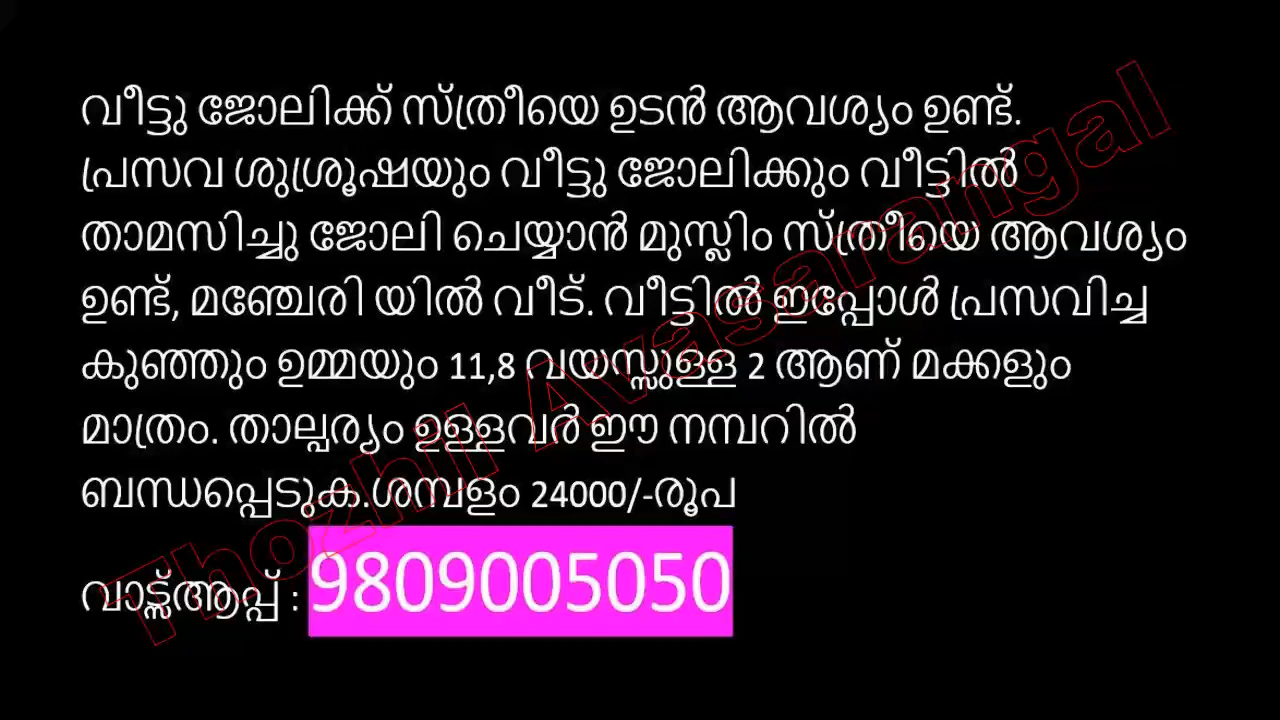 വീട്ടു ജോലിക്ക് സ്ത്രീയെ ഉടൻ ആവശ്യം ഉണ്ട്.
പ്രസവ ശുശ്രൂഷയും വീട്ടു ജോലിക്കും വീട്ടിൽ
താമസിച്ചു ജോലി ചെയ്യാൻ മുസ്ലിം സ്ത്രീയെ ആവശ്യം
ഉണ്ട്, മഞ്ചേരി യിൽ വീട്. വീട്ടിൽ ഇപ്പോൾ പ്രസവിച്ച
കുഞ്ഞും ഉമ്മയും 11,8 വയസ്സുള്ള 2 ആണ് മക്കളും
മാത്രം. താല്പര്യം ഉള്ളവർ ഈ നമ്പറിൽ
ബന്ധപ്പെടുക.ശമ്പളം 24000/-രൂപ
വാട്സ്ആപ്പ് : 9809005050
Thozhil Avasarangal